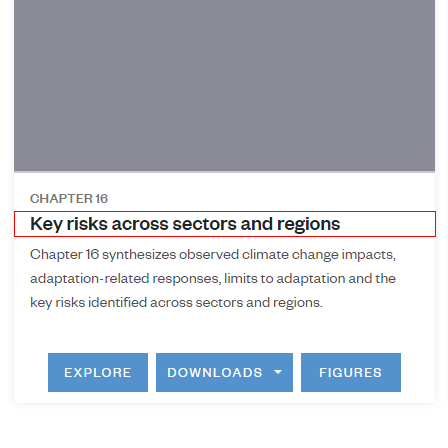 CHAPTER 16
Key risks across sectors and regions
Chapter 16 synthesizes observed climate change impacts,
adaptation-related responses, limits to adaptation and the
key risks identified across sectors and regions.
EXPLORE DOWNLOADS FIGURES